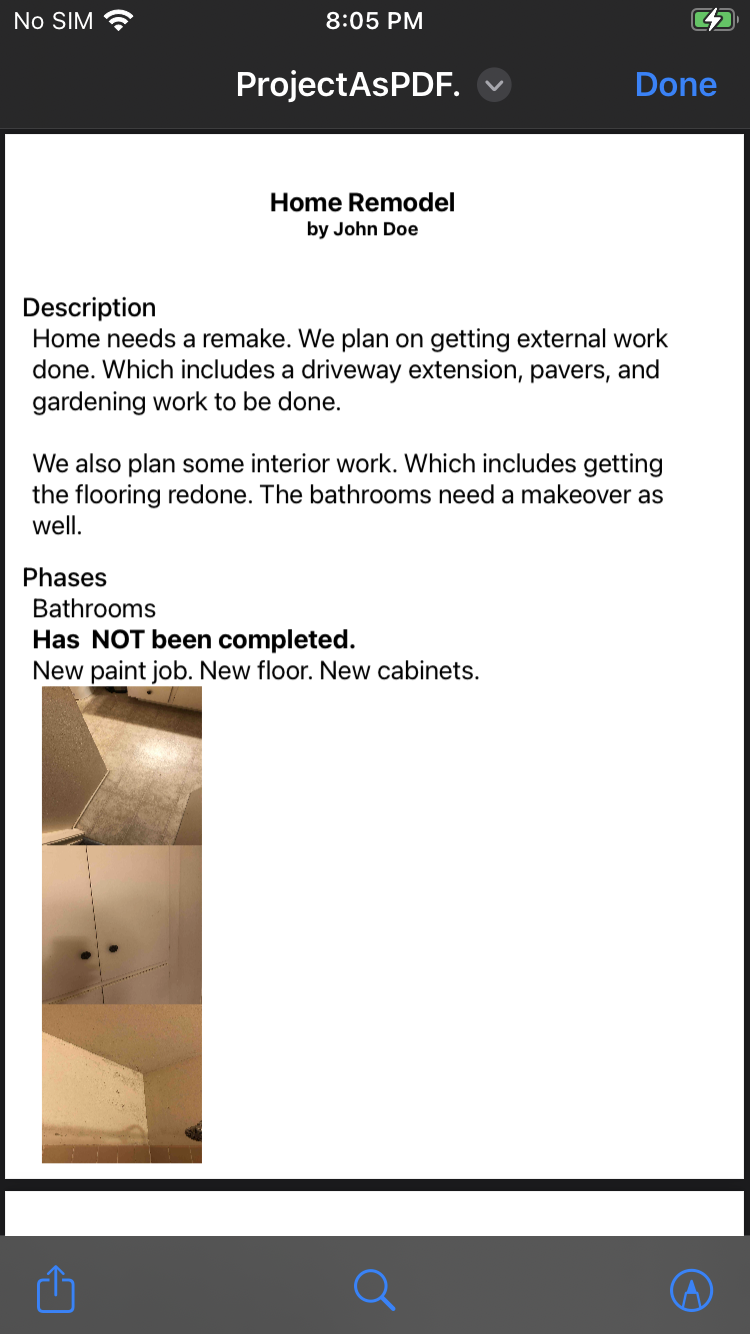 No SIM 8:05 PM
ProjectAsPDF. Done
Home Remodel
by John Doe
Description
Home needs a remake. We plan on getting external work
done. Which includes a driveway extension, pavers, and
gardening work to be done.
We also plan some interior work. Which includes getting
the flooring redone. The bathrooms need a makeover as
well.
Phases
Bathrooms
Has  NOT been completed.
New paint job. New floor. New cabinets.